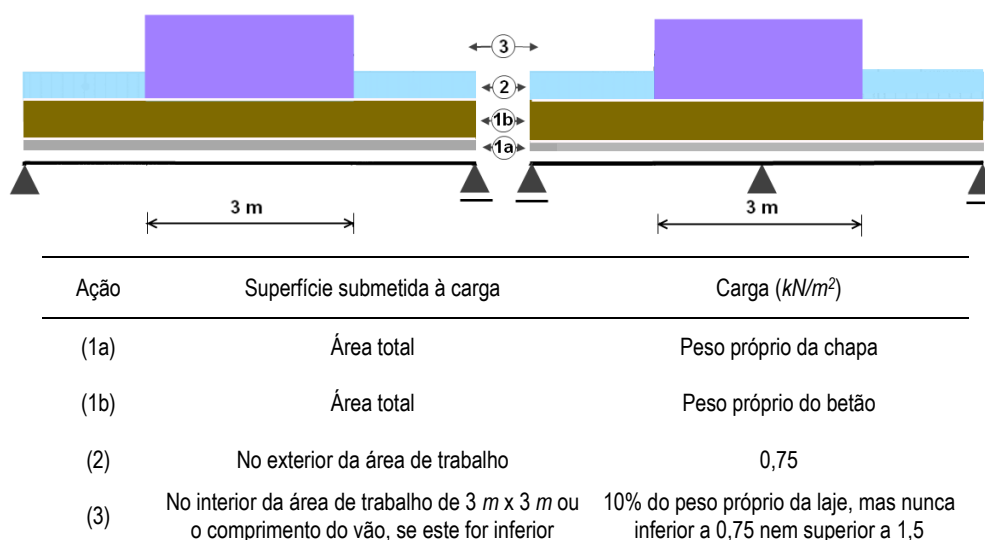 3
2
1b
1a
3 m
3 m
Ação Superfície submetida à carga Carga (kN/m²)
(1a) Área total Peso próprio da chapa
(1b) Área total Peso próprio do betão
(2) No exterior da área de trabalho 0,75
(3) No interior da área de trabalho de 3 m x 3 m ou 10% do peso próprio da laje, mas nunca
o comprimento do vão, se este for inferior inferior a 0,75 nem superior a 1,5